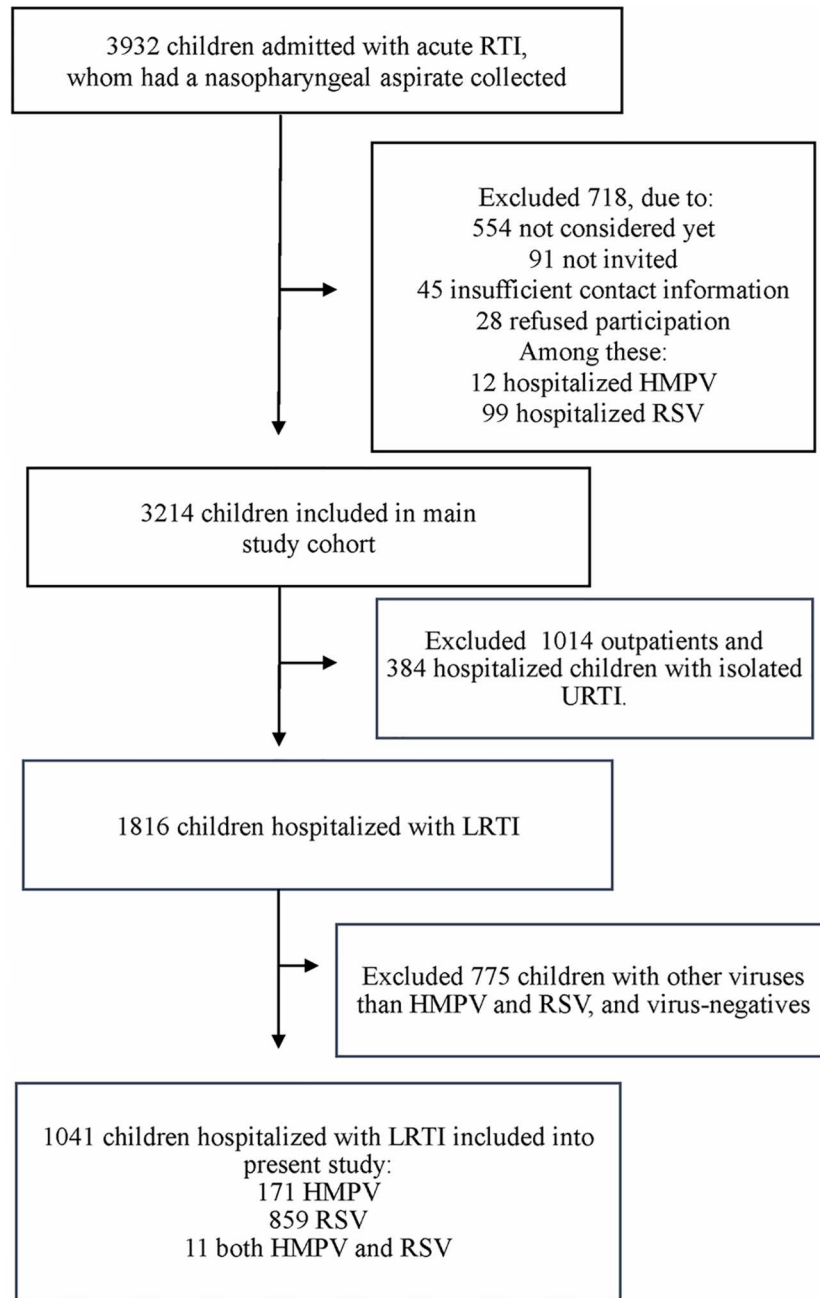 3932 children admitted with acute RTI,
whom had a nasopharyngeal aspirate collected
Excluded 718, due to:
554 not considered yet
91 not invited
45 insufficient contact information
28 refused participation
Among these:
12 hospitalized HMPV
99 hospitalized RSV
3214 children included in main
study cohort
Excluded 1014 outpatients and
384 hospitalized children with isolated
URTI.
1816 children hospitalized with LRTI
Excluded 775 children with other viruses
than HMPV and RSV, and virus-negatives
1041 children hospitalized with LRTI included into
present study:
171 HMPV
859 RSV
11 both HMPV and RSV